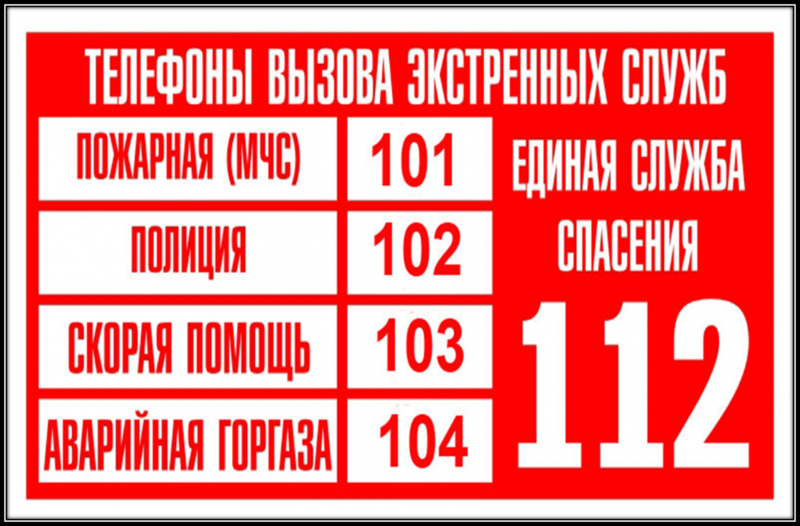 ТЕЛЕФОНЫ ВЫЗОВА ЭКСТРЕННЫХ СЛУЖБ
ПОЖАРНАЯ (МЧС) 101
ПОЛИЦИЯ 102
СКОРАЯ ПОМОЩЬ 103
АВАРИЙНАЯ ГОРГАЗА 104
ЕДИНАЯ СЛУЖБА
СПАСЕНИЯ
112